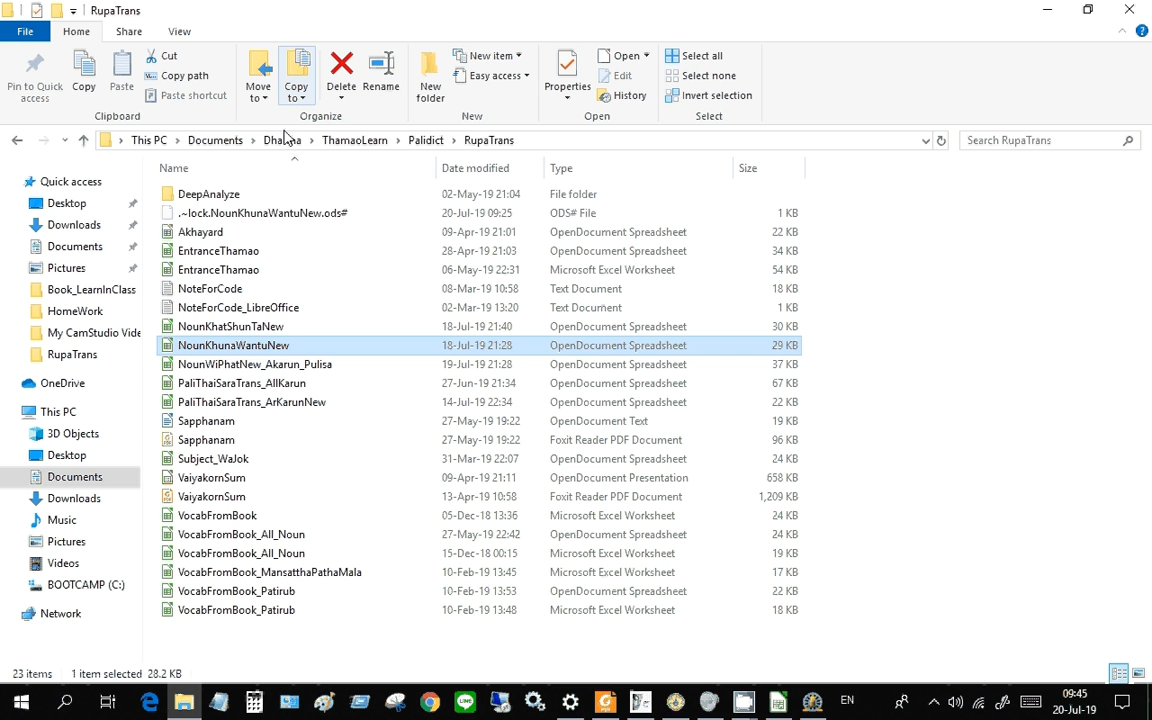 RupaTrans
File Home Share View
Pin to Quick access
Copy
Paste
Cut
Copy path
Paste shortcut
Clipboard
Move to
Copy to
Delete
Rename
Organize
New folder
New item
Easy access
New
Properties
Open
Edit
History
Open
Select all
Select none
Invert selection
Select
This PC Documents ThamaoLearn Palidict RupaTrans
Search RupaTrans
Name Date modified Type Size
Quick access
Desktop
Downloads
Documents
Pictures
Book_LearnInClass
HomeWork
My CamStudio Vide
RupaTrans
OneDrive
This PC
3D Objects
Desktop
Documents
Downloads
Music
Pictures
Videos
BOOTCAMP (C:)
Network
DeepAnalyze 02-May-19 21:04 File folder
.~lock.NounKhunaWantuNew.ods# 20-Jul-19 09:25 ODS# File 1 KB
Akhayard 09-Apr-19 21:01 OpenDocument Spreadsheet 22 KB
EntranceThamao 28-Apr-19 21:03 OpenDocument Spreadsheet 34 KB
EntranceThamao 06-May-19 22:31 Microsoft Excel Worksheet 54 KB
NoteForCode 08-Mar-19 10:58 Text Document 18 KB
NoteForCode_LibreOffice 02-Mar-19 13:20 Text Document 1 KB
NounKhatShunTaNew 18-Jul-19 21:40 OpenDocument Spreadsheet 30 KB
NounKhunaWantuNew 18-Jul-19 21:28 OpenDocument Spreadsheet 29 KB
NounWiPhatNew_Akarun_Pulisa 19-Jul-19 21:28 OpenDocument Spreadsheet 37 KB
PaliThaiSaraTrans_AllKarun 27-Jun-19 21:34 OpenDocument Spreadsheet 67 KB
PaliThaiSaraTrans_ArKarunNew 14-Jul-19 22:34 OpenDocument Spreadsheet 22 KB
Sapphanam 27-May-19 19:22 OpenDocument Text 19 KB
Sapphanam 27-May-19 19:22 Foxit Reader PDF Document 96 KB
Subject_WaJok 31-Mar-19 22:07 OpenDocument Spreadsheet 24 KB
VaiyakornSum 09-Apr-19 21:11 OpenDocument Presentation 658 KB
VaiyakornSum 13-Apr-19 10:58 Foxit Reader PDF Document 1,209 KB
VocabFromBook 05-Dec-18 13:36 Microsoft Excel Worksheet 24 KB
VocabFromBook_All_Noun 27-May-19 22:42 OpenDocument Spreadsheet 24 KB
VocabFromBook_All_Noun 15-Dec-18 00:15 Microsoft Excel Worksheet 19 KB
VocabFromBook_MansatthaPathaMala 10-Feb-19 13:45 Microsoft Excel Worksheet 17 KB
VocabFromBook_Patirub 10-Feb-19 13:53 OpenDocument Spreadsheet 22 KB
VocabFromBook_Patirub 10-Feb-19 13:48 Microsoft Excel Worksheet 18 KB
23 items 1 item selected 28.2 KB
EN
09:45
20-Jul-19